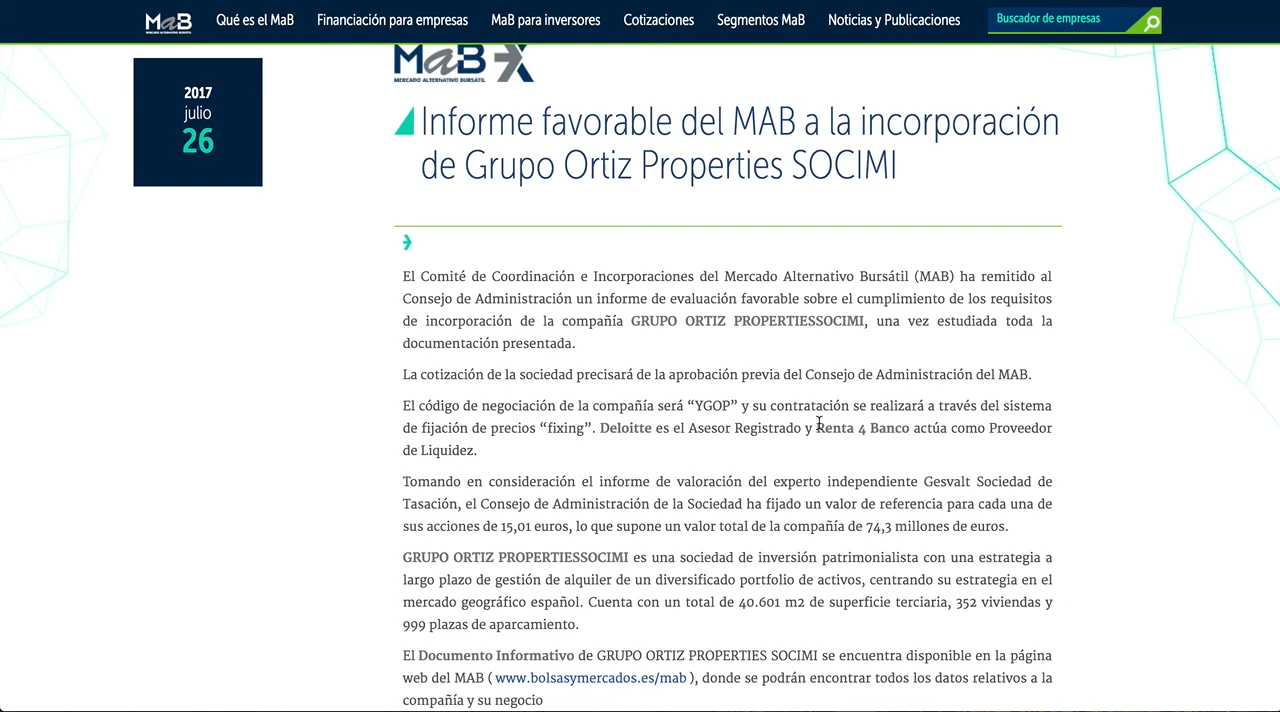 MaB
MERCADO ALTERNATIVO BURSÁTIL
Qué es el MaB
Financiación para empresas
MaB para inversores
Cotizaciones
Segmentos MaB
Noticias y Publicaciones
Buscador de empresas
2017
julio
26
MaB
MERCADO ALTERNATIVO BURSÁTIL
Informe favorable del MAB a la incorporación
de Grupo Ortiz Properties SOCIMI
El Comité de Coordinación e Incorporaciones del Mercado Alternativo Bursátil (MAB) ha remitido al
Consejo de Administración un informe de evaluación favorable sobre el cumplimiento de los requisitos
de incorporación de la compañía GRUPO ORTIZ PROPERTIESSOCIMI, una vez estudiada toda la
documentación presentada.
La cotización de la sociedad precisará de la aprobación previa del Consejo de Administración del MAB.
El código de negociación de la compañía será “YGOP” y su contratación se realizará a través del sistema
de fijación de precios “fixing”. Deloitte es el Asesor Registrado y Renta 4 Banco actúa como Proveedor
de Liquidez.
Tomando en consideración el informe de valoración del experto independiente Gesvalt Sociedad de
Tasación, el Consejo de Administración de la Sociedad ha fijado un valor de referencia para cada una de
sus acciones de 15,01 euros, lo que supone un valor total de la compañía de 74,3 millones de euros.
GRUPO ORTIZ PROPERTIESSOCIMI es una sociedad de inversión patrimonialista con una estrategia a
largo plazo de gestión de alquiler de un diversificado portfolio de activos, centrando su estrategia en el
mercado geográfico español. Cuenta con un total de 40.601 m2 de superficie terciaria, 352 viviendas y
999 plazas de aparcamiento.
El Documento Informativo de GRUPO ORTIZ PROPERTIES SOCIMI se encuentra disponible en la página
web del MAB ( www.bolsasymercados.es/mab ), donde se podrán encontrar todos los datos relativos a la
compañía y su negocio